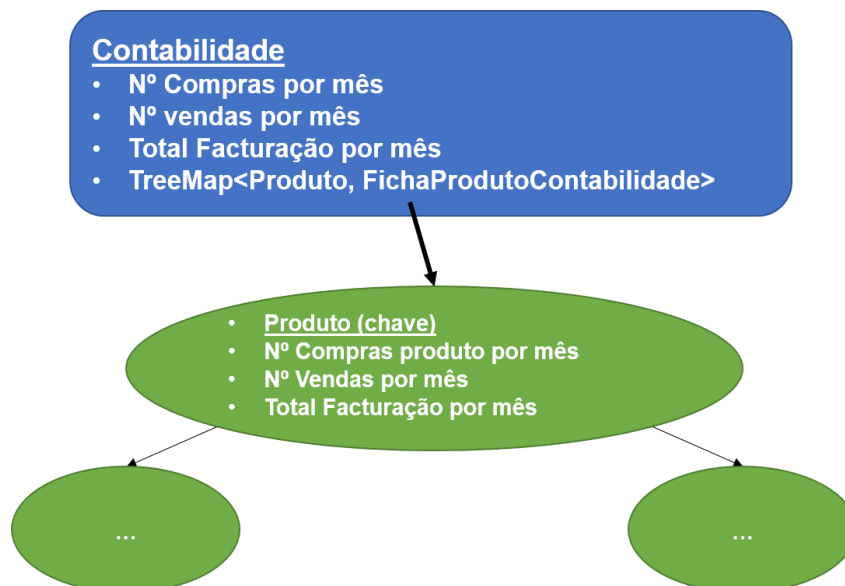 Contabilidade
• Nº Compras por mês
• Nº vendas por mês
• Total Facturação por mês
• TreeMap<Produto, FichaProdutoContabilidade>
• Produto (chave)
• Nº Compras produto por mês
• Nº Vendas por mês
• Total Facturação por mês
...
...